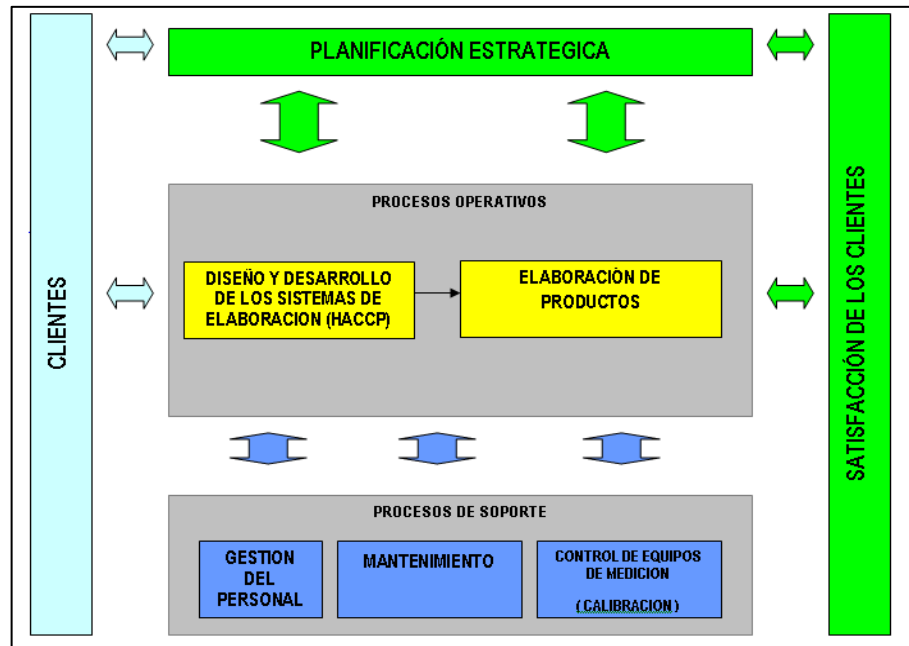 PLANIFICACIÓN ESTRATEGICA
CLIENTES
PROCESOS OPERATIVOS
DISEÑO Y DESARROLLO
DE LOS SISTEMAS DE
ELABORACION (HACCP)
ELABORACIÓN DE
PRODUCTOS
SATISFACCIÓN DE LOS CLIENTES
PROCESOS DE SOPORTE
GESTION
DEL
PERSONAL
MANTENIMIENTO
CONTROL DE EQUIPOS
DE MEDICION
( CALIBRACION )